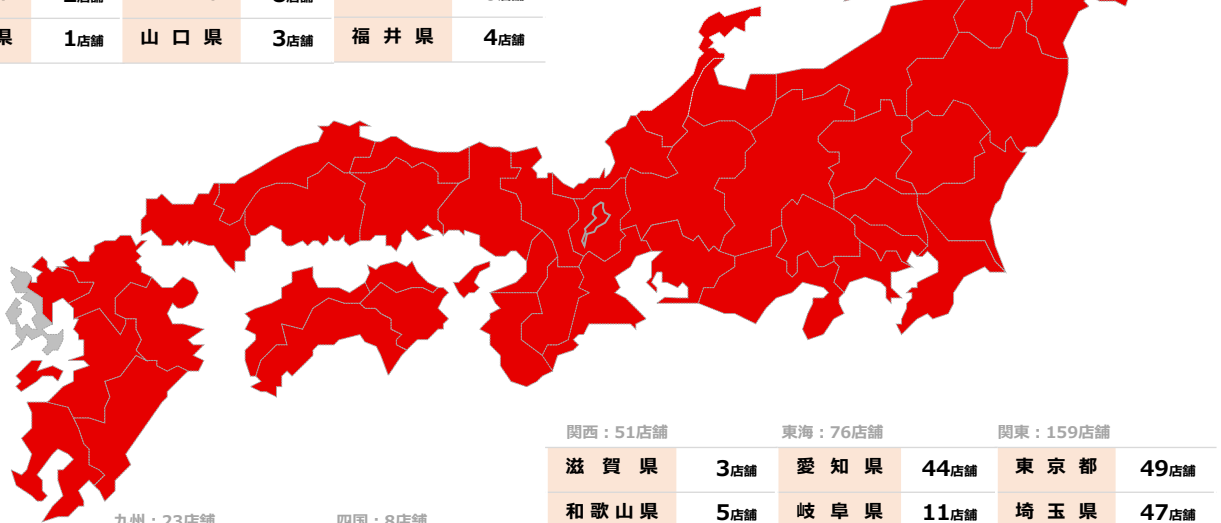 県 1店舗 山口県 3店舗 福井県 4店舗
関西：51店舗 東海：76店舗 関東：159店舗
滋賀県 3店舗 愛知県 44店舗 東京都 49店舗
和歌山県 5店舗 岐阜県 11店舗 埼玉県 47店舗
九州：23店舗 四国：8店舗